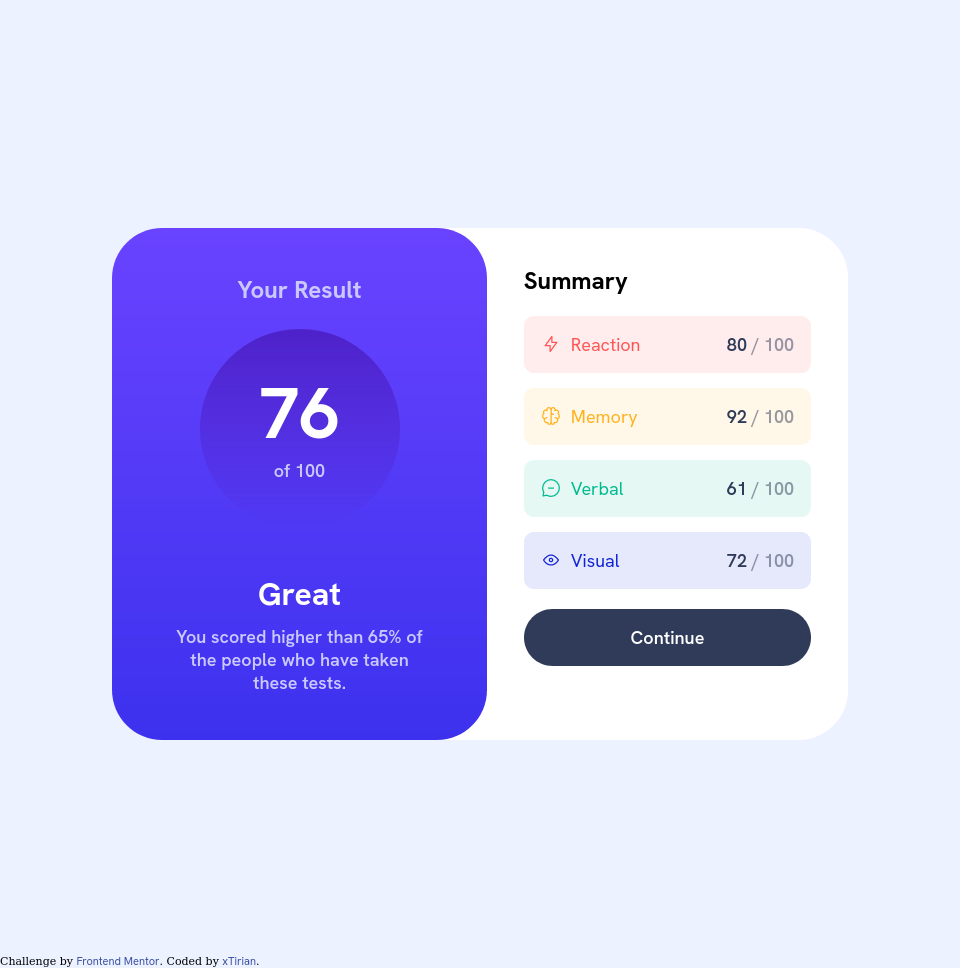 Your Result
76
of 100
Great
You scored higher than 65% of
the people who have taken
these tests.
Summary
Reaction 80 / 100
Memory 92 / 100
Verbal 61 / 100
Visual 72 / 100
Continue
Challenge by Frontend Mentor. Coded by xTirian.